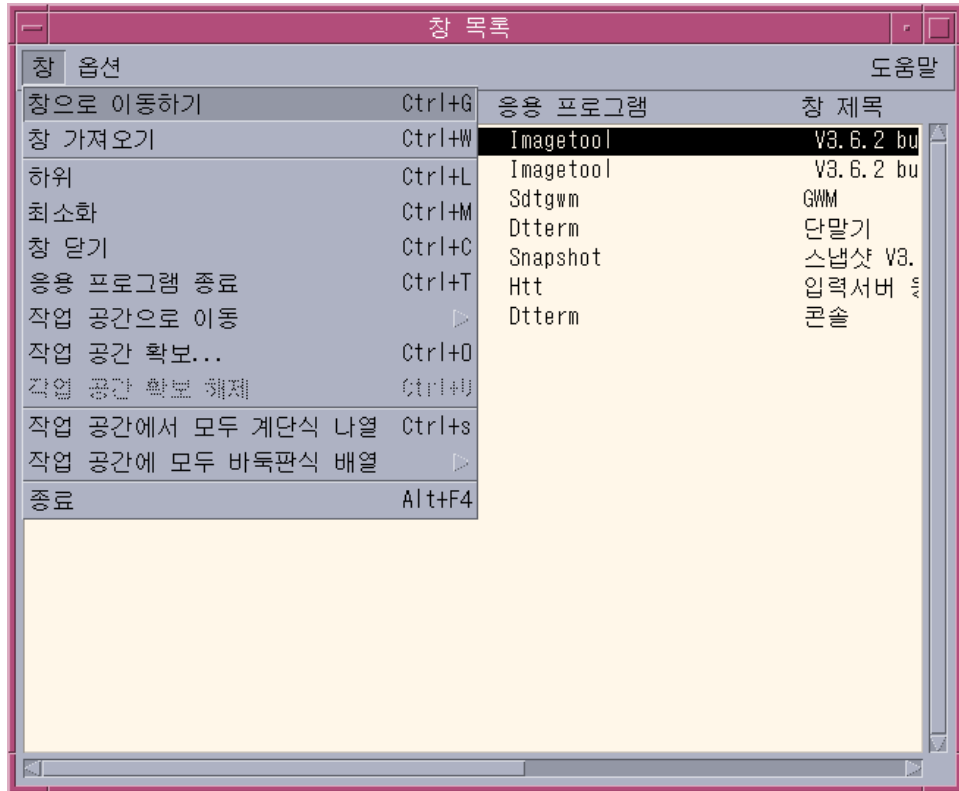 창 목록
창 옵션 도움말
응용 프로그램 창 제목
창으로 이동하기 Ctrl+G
창 가져오기 Ctrl+W
하위 Ctrl+L
최소화 Ctrl+M
창 닫기 Ctrl+C
응용 프로그램 종료 Ctrl+T
작업 공간으로 이동
작업 공간 확보... Ctrl+O
작업 공간 확보 해제 Ctrl+U
작업 공간에서 모두 계단식 나열 Ctrl+s
작업 공간에 모두 바둑판식 배열
종료 Alt+F4
Imagetool V3.6.2 bu
Imagetool V3.6.2 bu
Sdtgwm GWM
Dtterm 단말기
Snapshot 스냅샷 V3.
Htt 입력서버
Dtterm 콘솔